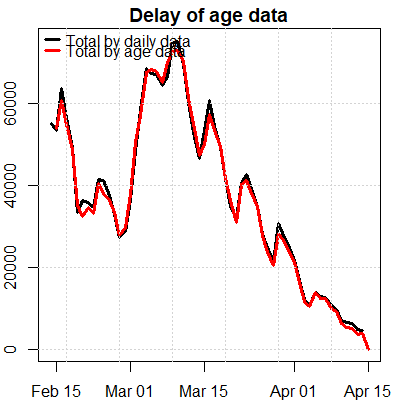 Delay of age data
Total by daily data
Total by age data
60000
40000
20000
0
Feb 15 Mar 01 Mar 15 Apr 01 Apr 15